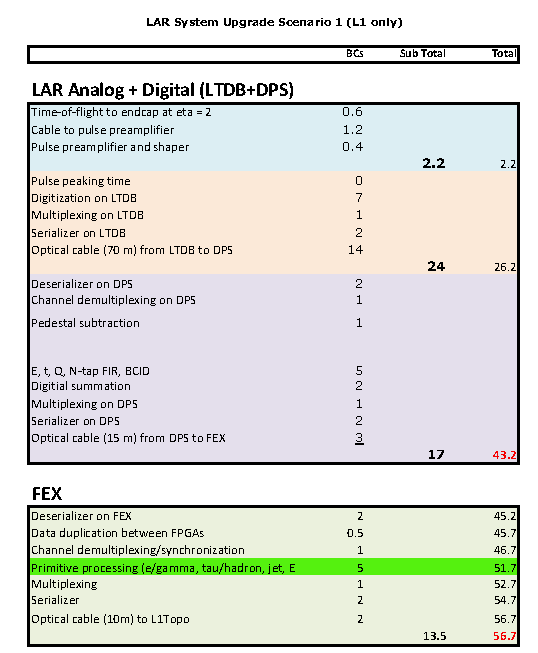 LAR System Upgrade Scenario 1 (L1 only)
BCs Sub Total Total
LAR Analog + Digital (LTDB+DPS)
Time-of-flight to endcap at eta = 2 0.6
Cable to pulse preamplifier 1.2
Pulse preamplifier and shaper 0.4
2.2 2.2
Pulse peaking time 0
Digitization on LTDB 7
Multiplexing on LTDB 1
Serializer on LTDB 2
Optical cable (70 m) from LTDB to DPS 14
24 26.2
Deserializer on DPS 2
Channel demultiplexing on DPS 1
Pedestal subtraction 1
E, t, Q, N-tap FIR, BCID 5
Digitial summation 2
Multiplexing on DPS 1
Serializer on DPS 2
Optical cable (15 m) from DPS to FEX 3
17 43.2
FEX
Deserializer on FEX 2 45.2
Data duplication between FPGAs 0.5 45.7
Channel demultiplexing/synchronization 1 46.7
Primitive processing (e/gamma, tau/hadron, jet, E 5 51.7
Multiplexing 1 52.7
Serializer 2 54.7
Optical cable (10m) to L1Topo 2 56.7
13.5 56.7